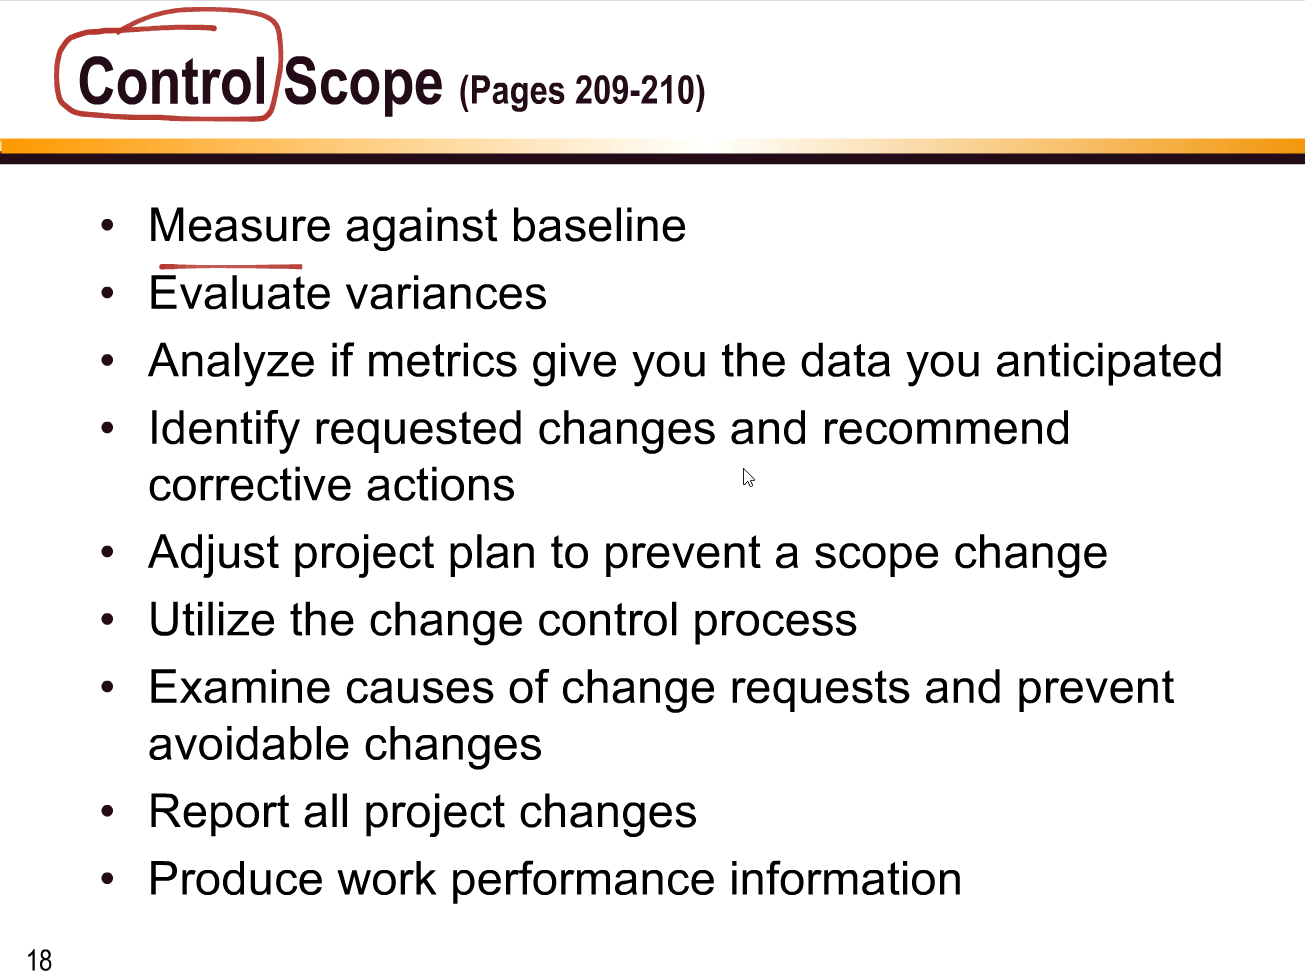 Control Scope (Pages 209-210)
• Measure against baseline
• Evaluate variances
• Analyze if metrics give you the data you anticipated
• Identify requested changes and recommend
corrective actions
• Adjust project plan to prevent a scope change
• Utilize the change control process
• Examine causes of change requests and prevent
avoidable changes
• Report all project changes
• Produce work performance information
18